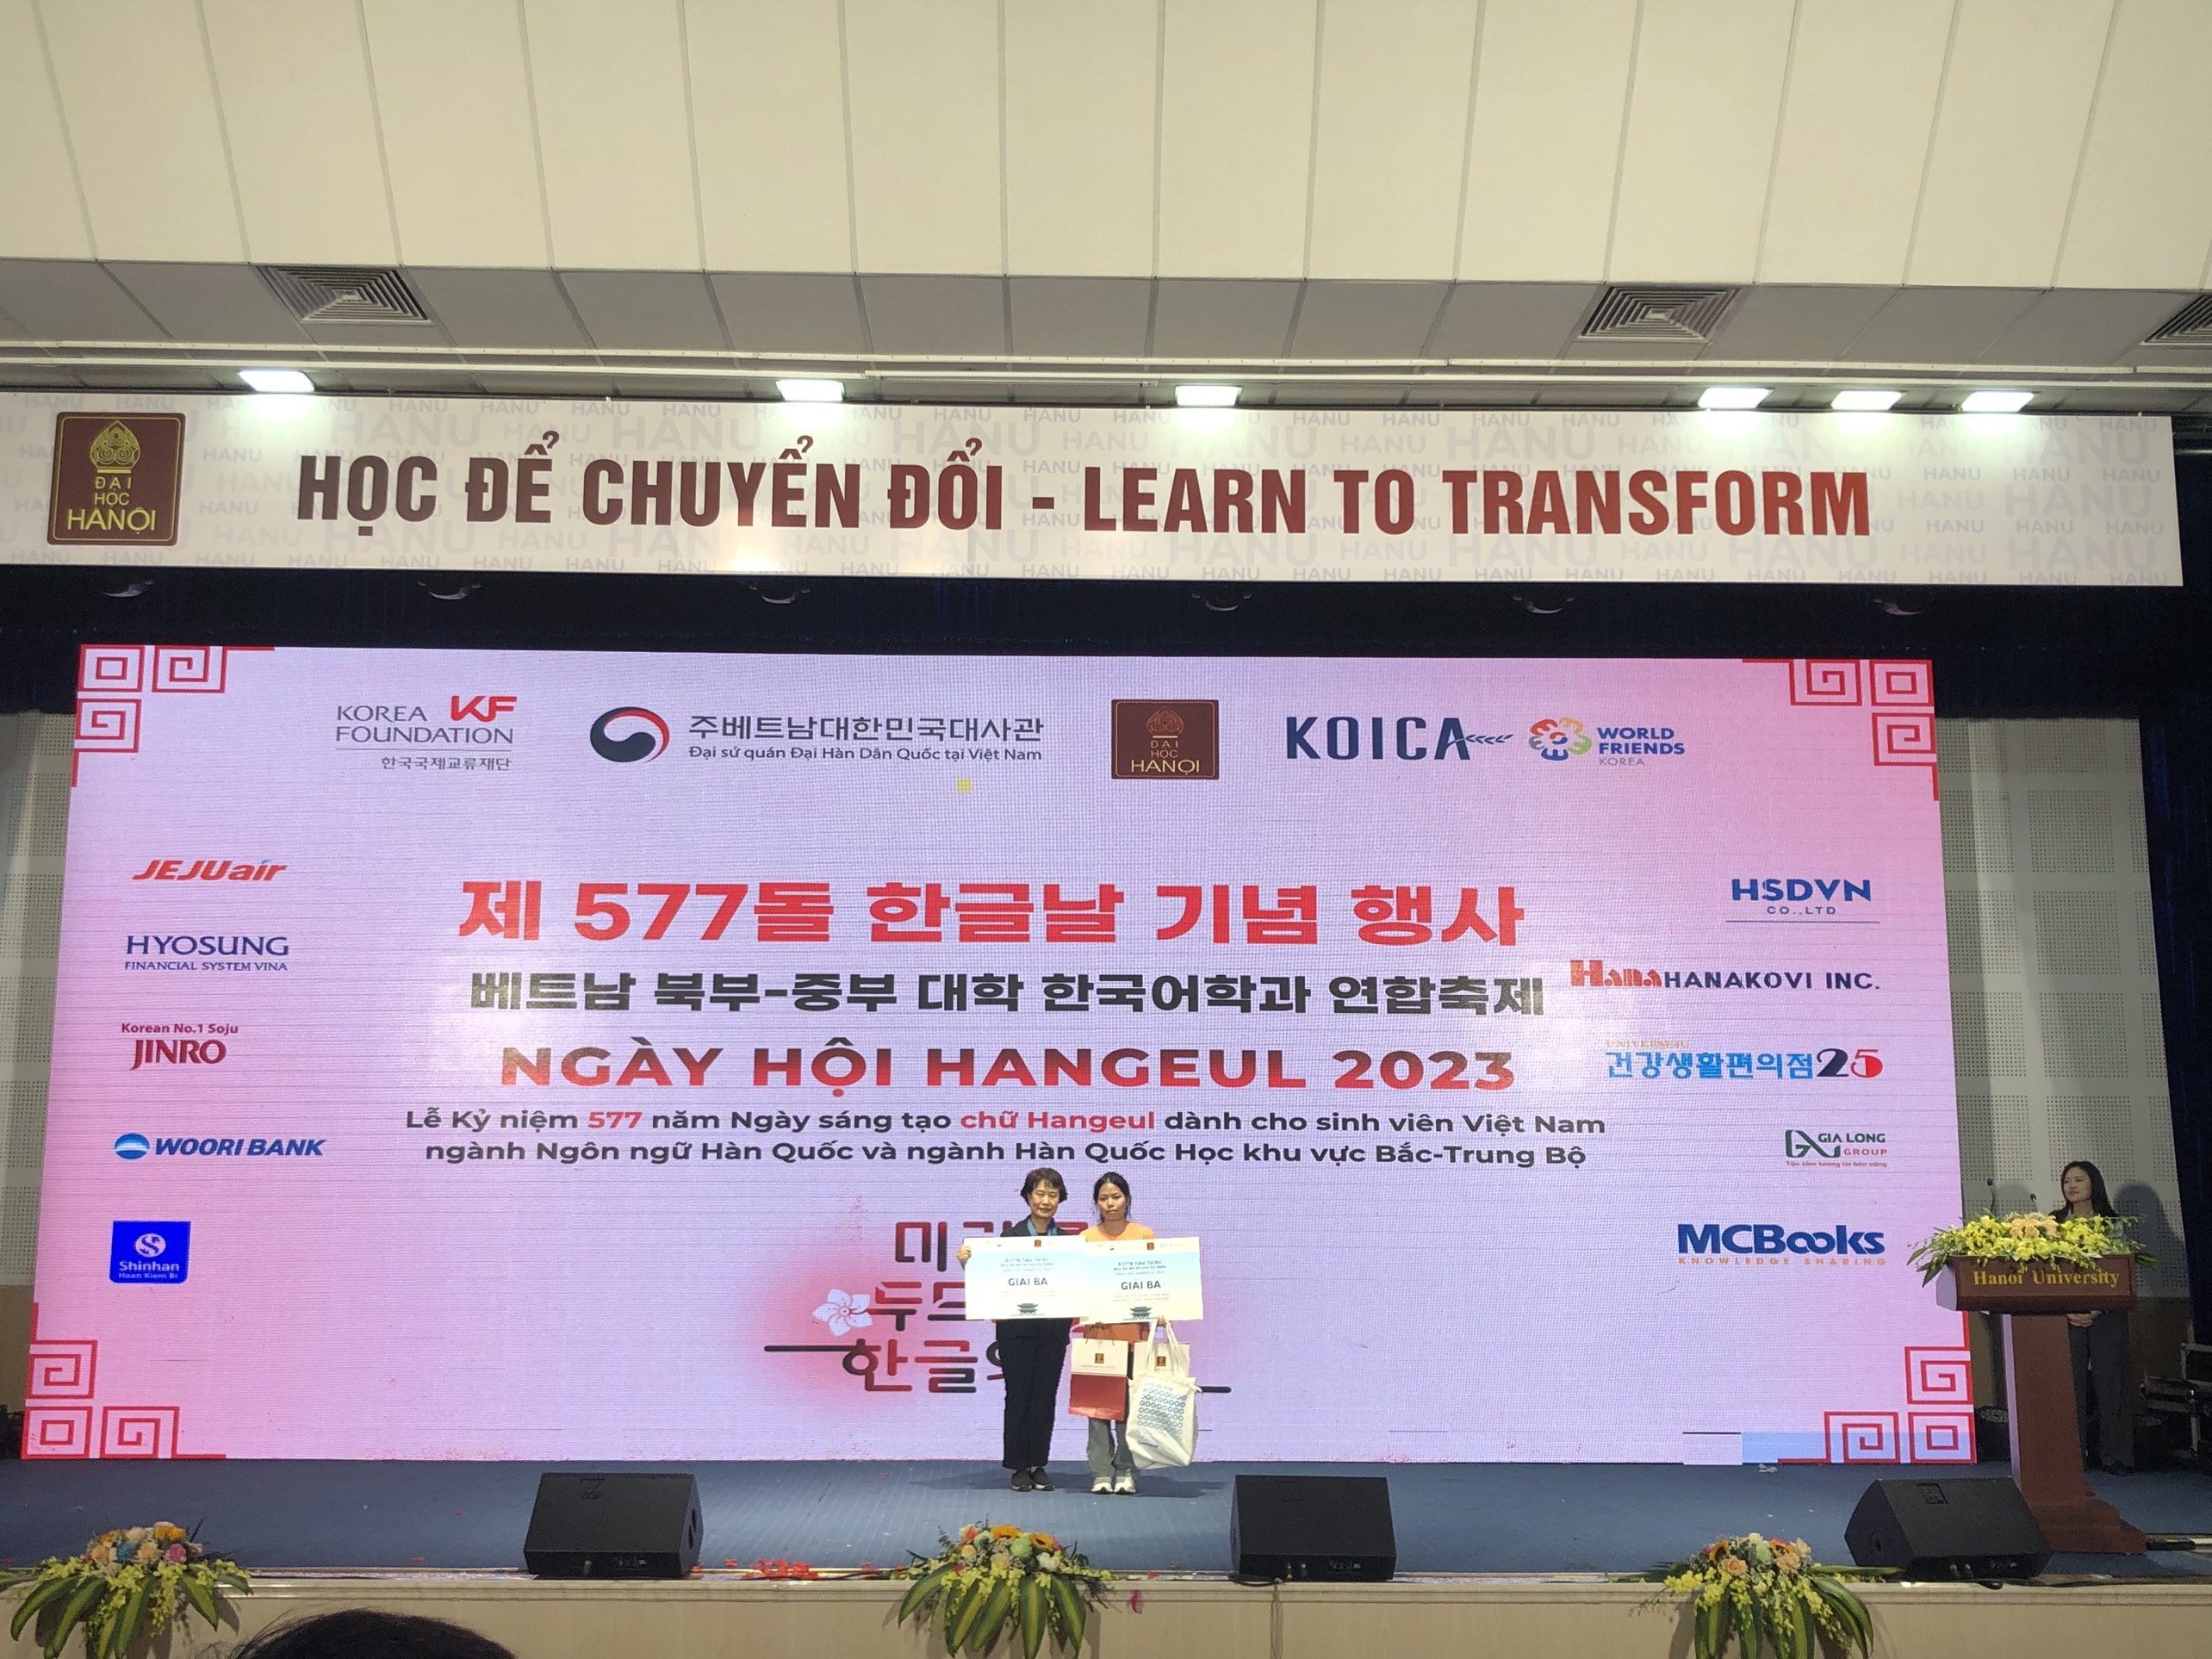 ĐẠI
HỌC
HÀNỘI
HỌC ĐỂ CHUYỂN ĐỔI - LEARN TO TRANSFORM
KOREA KF
FOUNDATION
한국국제교류재단
주베트남대한민국대사관
Đại sứ quán Đại Hàn Dân Quốc tại Việt Nam
ĐẠI
HỌC
HÀNỘI
KOICA
WORLD
FRIENDS
KOREA
JEJUair
HYOSUNG
FINANCIAL SYSTEM VINA
Korean No.1 Soju
JINRO
WOORI BANK
Shinhan
제 577돌 한글날 기념 행사
베트남 북부-중부 대학 한국어학과 연합축제
NGÀY HỘI HANGEUL 2023
Lễ Kỷ niệm 577 năm Ngày sáng tạo chữ Hangeul dành cho sinh viên Việt Nam
ngành Ngôn ngữ Hàn Quốc và ngành Hàn Quốc Học khu vực Bắc-Trung Bộ
HSDVN
CO.,LTD
Hana HANAKOVI INC.
건강생활편의점25
GIA LONG
GROUP
MCBooks
KNOWLEDGE SHARING
GIẢI BA
GIẢI BA
Hanoi University